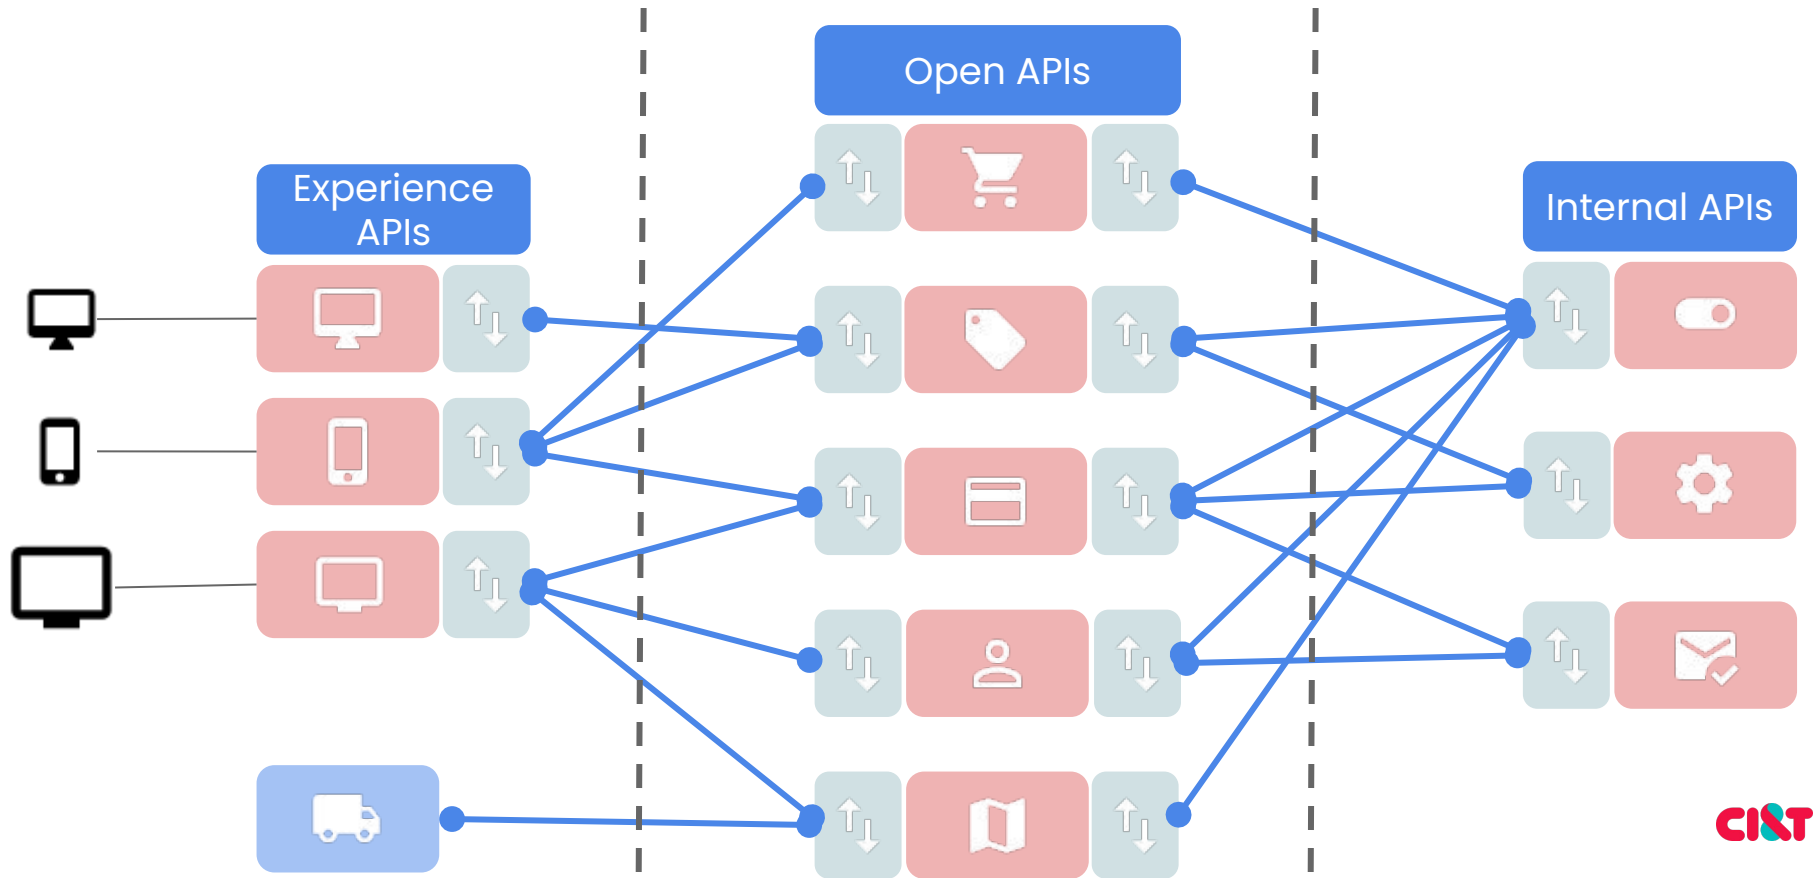 Open APIs
Experience
APIs
Internal APIs
CI&T